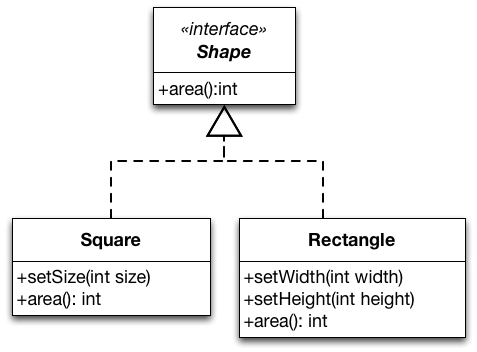 «interface»
Shape
+area():int
Square
+setSize(int size)
+area(): int
Rectangle
+setWidth(int width)
+setHeight(int height)
+area(): int